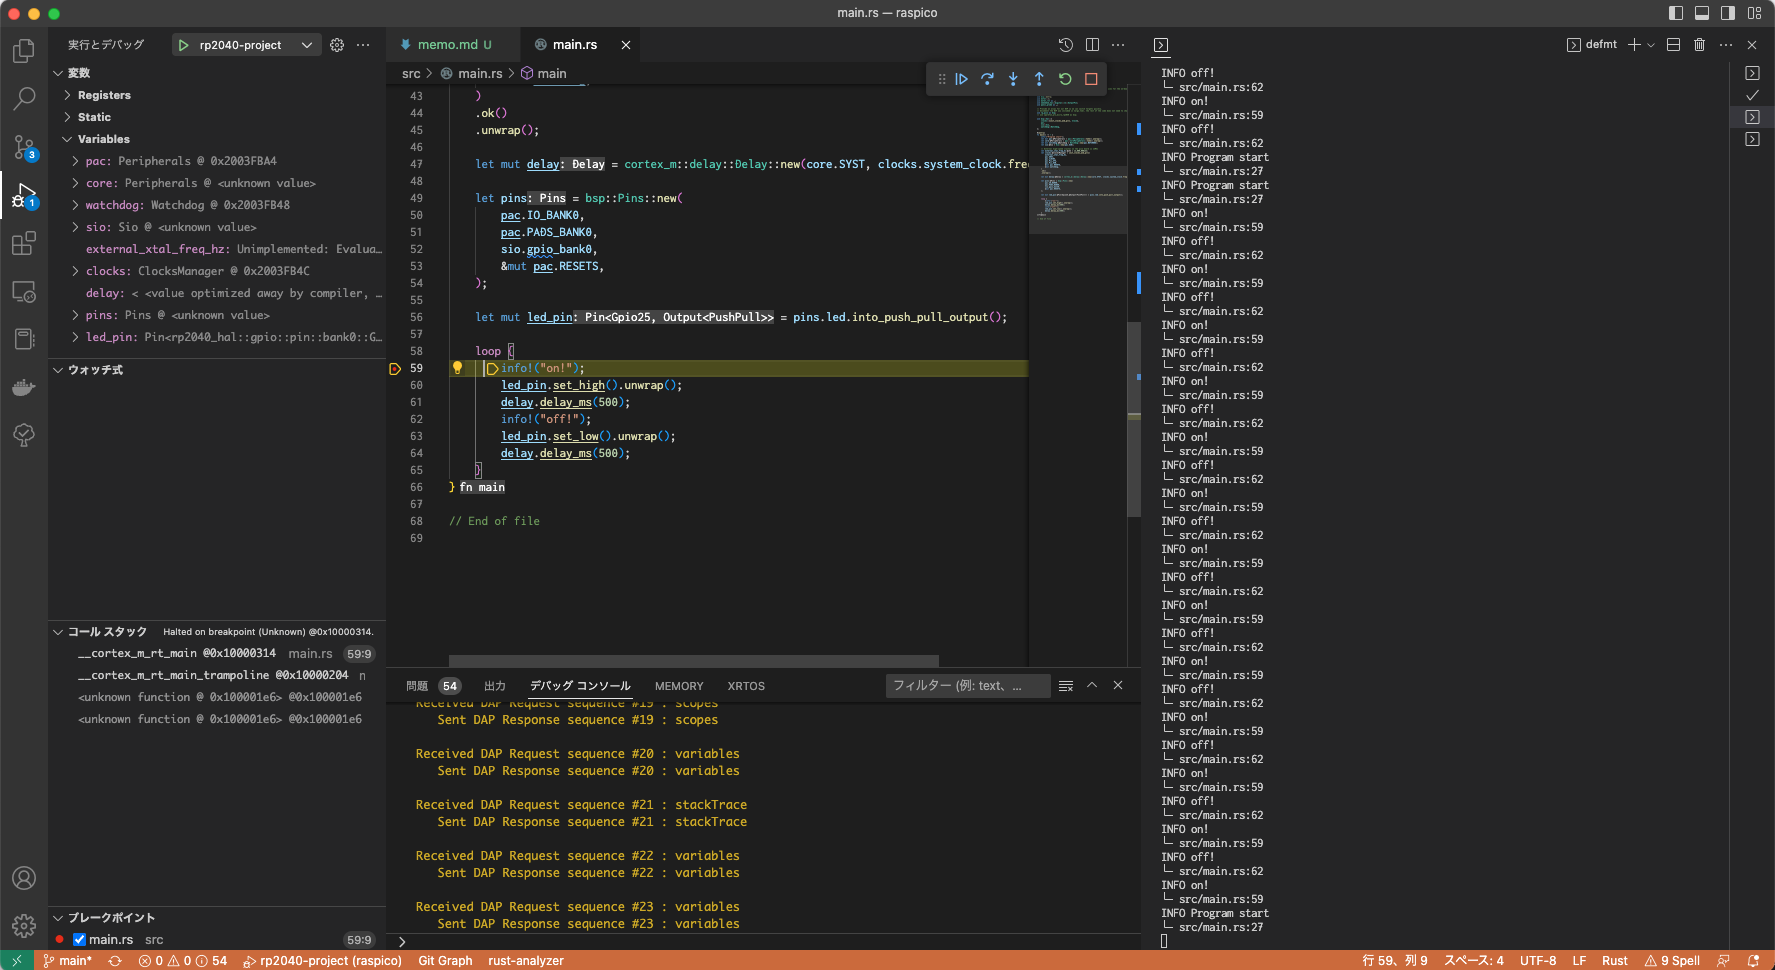 main.rs — raspico
実行とデバッグ
rp2040-project
変数
Registers
Static
Variables
pac: Peripherals @ 0x2003FBA4
core: Peripherals @ <unknown value>
watchdog: Watchdog @ 0x2003FB48
sio: Sio @ <unknown value>
external_xtal_freq_hz: Unimplemented: Evalua…
clocks: ClocksManager @ 0x2003FB4C
delay: < <value optimized away by compiler, …
pins: Pins @ <unknown value>
led_pin: Pin<rp2040_hal::gpio::pin::bank0::G…
ウォッチ式
コール スタック Halted on breakpoint (Unknown) @0x10000314.
__cortex_m_rt_main @0x10000314 main.rs 59:9
__cortex_m_rt_main_trampoline @0x10000204 n
<unknown function @ 0x100001e6> @0x100001e6
<unknown function @ 0x100001e6> @0x100001e6
ブレークポイント
main.rs src 59:9
3
1
memo.md U
main.rs
src > main.rs > main
43 )
44 .ok()
45 .unwrap();
46
47 let mut delay: Delay = cortex_m::delay::Delay::new(core.SYST, clocks.system_clock.fre
48
49 let pins: Pins = bsp::Pins::new(
50 pac.IO_BANK0,
51 pac.PADS_BANK0,
52 sio.gpio_bank0,
53 &mut pac.RESETS,
54 );
55
56 let mut led_pin: Pin<Gpio25, Output<PushPull>> = pins.led.into_push_pull_output();
57
58 loop {
59 info!("on!");
60 led_pin.set_high().unwrap();
61 delay.delay_ms(500);
62 info!("off!");
63 led_pin.set_low().unwrap();
64 delay.delay_ms(500);
65 }
66 } fn main
67
68 // End of file
69
問題 54 出力 デバッグ コンソール MEMORY XRTOS フィルター (例: text、…
Received DAP Request sequence #19 : scopes
Sent DAP Response sequence #19 : scopes
Received DAP Request sequence #20 : variables
Sent DAP Response sequence #20 : variables
Received DAP Request sequence #21 : stackTrace
Sent DAP Response sequence #21 : stackTrace
Received DAP Request sequence #22 : variables
Sent DAP Response sequence #22 : variables
Received DAP Request sequence #23 : variables
Sent DAP Response sequence #23 : variables
defmt
INFO off!
└─ src/main.rs:62
INFO on!
└─ src/main.rs:59
INFO off!
└─ src/main.rs:62
INFO Program start
└─ src/main.rs:27
INFO Program start
└─ src/main.rs:27
INFO on!
└─ src/main.rs:59
INFO off!
└─ src/main.rs:62
INFO on!
└─ src/main.rs:59
INFO off!
└─ src/main.rs:62
INFO on!
└─ src/main.rs:59
INFO off!
└─ src/main.rs:62
INFO on!
└─ src/main.rs:59
INFO off!
└─ src/main.rs:62
INFO on!
└─ src/main.rs:59
INFO off!
└─ src/main.rs:62
INFO on!
└─ src/main.rs:59
INFO off!
└─ src/main.rs:62
INFO on!
└─ src/main.rs:59
INFO off!
└─ src/main.rs:62
INFO on!
└─ src/main.rs:59
INFO off!
└─ src/main.rs:62
INFO on!
└─ src/main.rs:59
INFO off!
└─ src/main.rs:62
INFO on!
└─ src/main.rs:59
INFO off!
└─ src/main.rs:62
INFO on!
└─ src/main.rs:59
INFO off!
└─ src/main.rs:62
INFO on!
└─ src/main.rs:59
INFO off!
└─ src/main.rs:62
INFO on!
└─ src/main.rs:59
INFO Program start
└─ src/main.rs:27
main* 0 0 54 rp2040-project (raspico) Git Graph rust-analyzer 行 59、列 9 スペース: 4 UTF-8 LF Rust 9 Spell